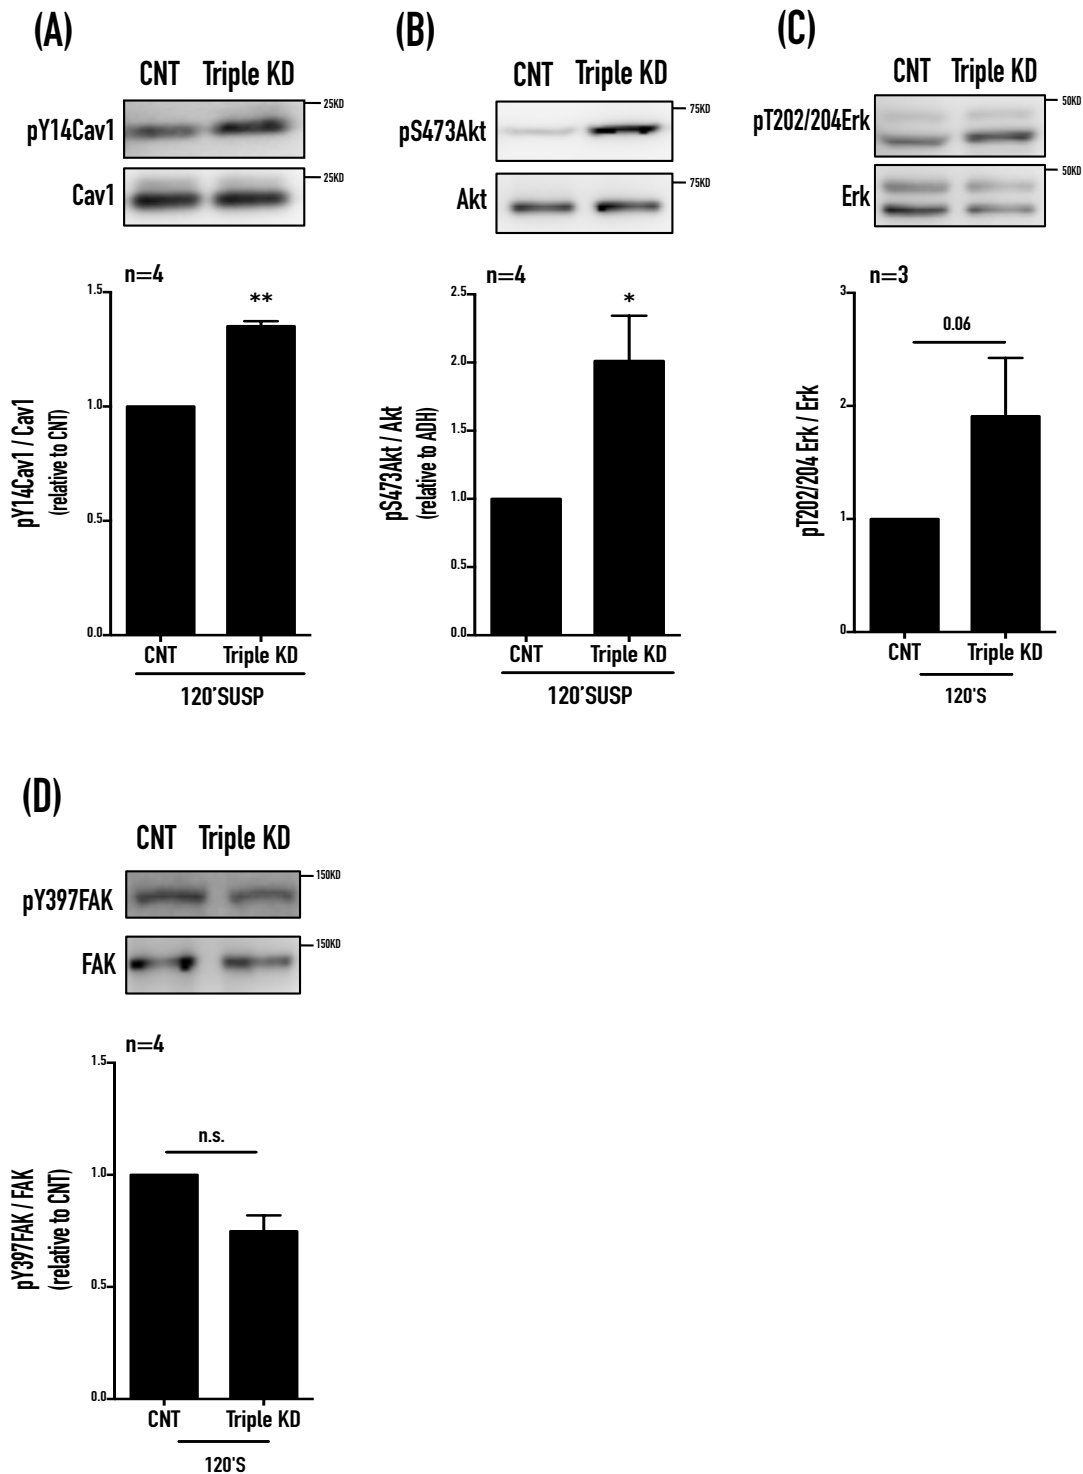 (A)
CNT Triple KD
25KD
pY14Cav1
25KD
Cav1
n=4
1.5
**
1.0
0.5
0.0
pY14Cav1 / Cav1
(relative to CNT)
CNT Triple KD
120'SUSP
(B)
CNT Triple KD
75KD
pS473Akt
75KD
Akt
n=4
2.5
*
2.0
1.5
1.0
0.5
0.0
pS473Akt / Akt
(relative to ADH)
CNT Triple KD
120'SUSP
(C)
CNT Triple KD
50KD
pT202/204Erk
50KD
Erk
n=3
3
0.06
2
1
0
pT202/204 Erk / Erk
CNT Triple KD
120'S
(D)
CNT Triple KD
150KD
pY397FAK
150KD
FAK
n=4
1.5
n.s.
1.0
0.5
0.0
pY397FAK / FAK
(relative to CNT)
CNT Triple KD
120'S